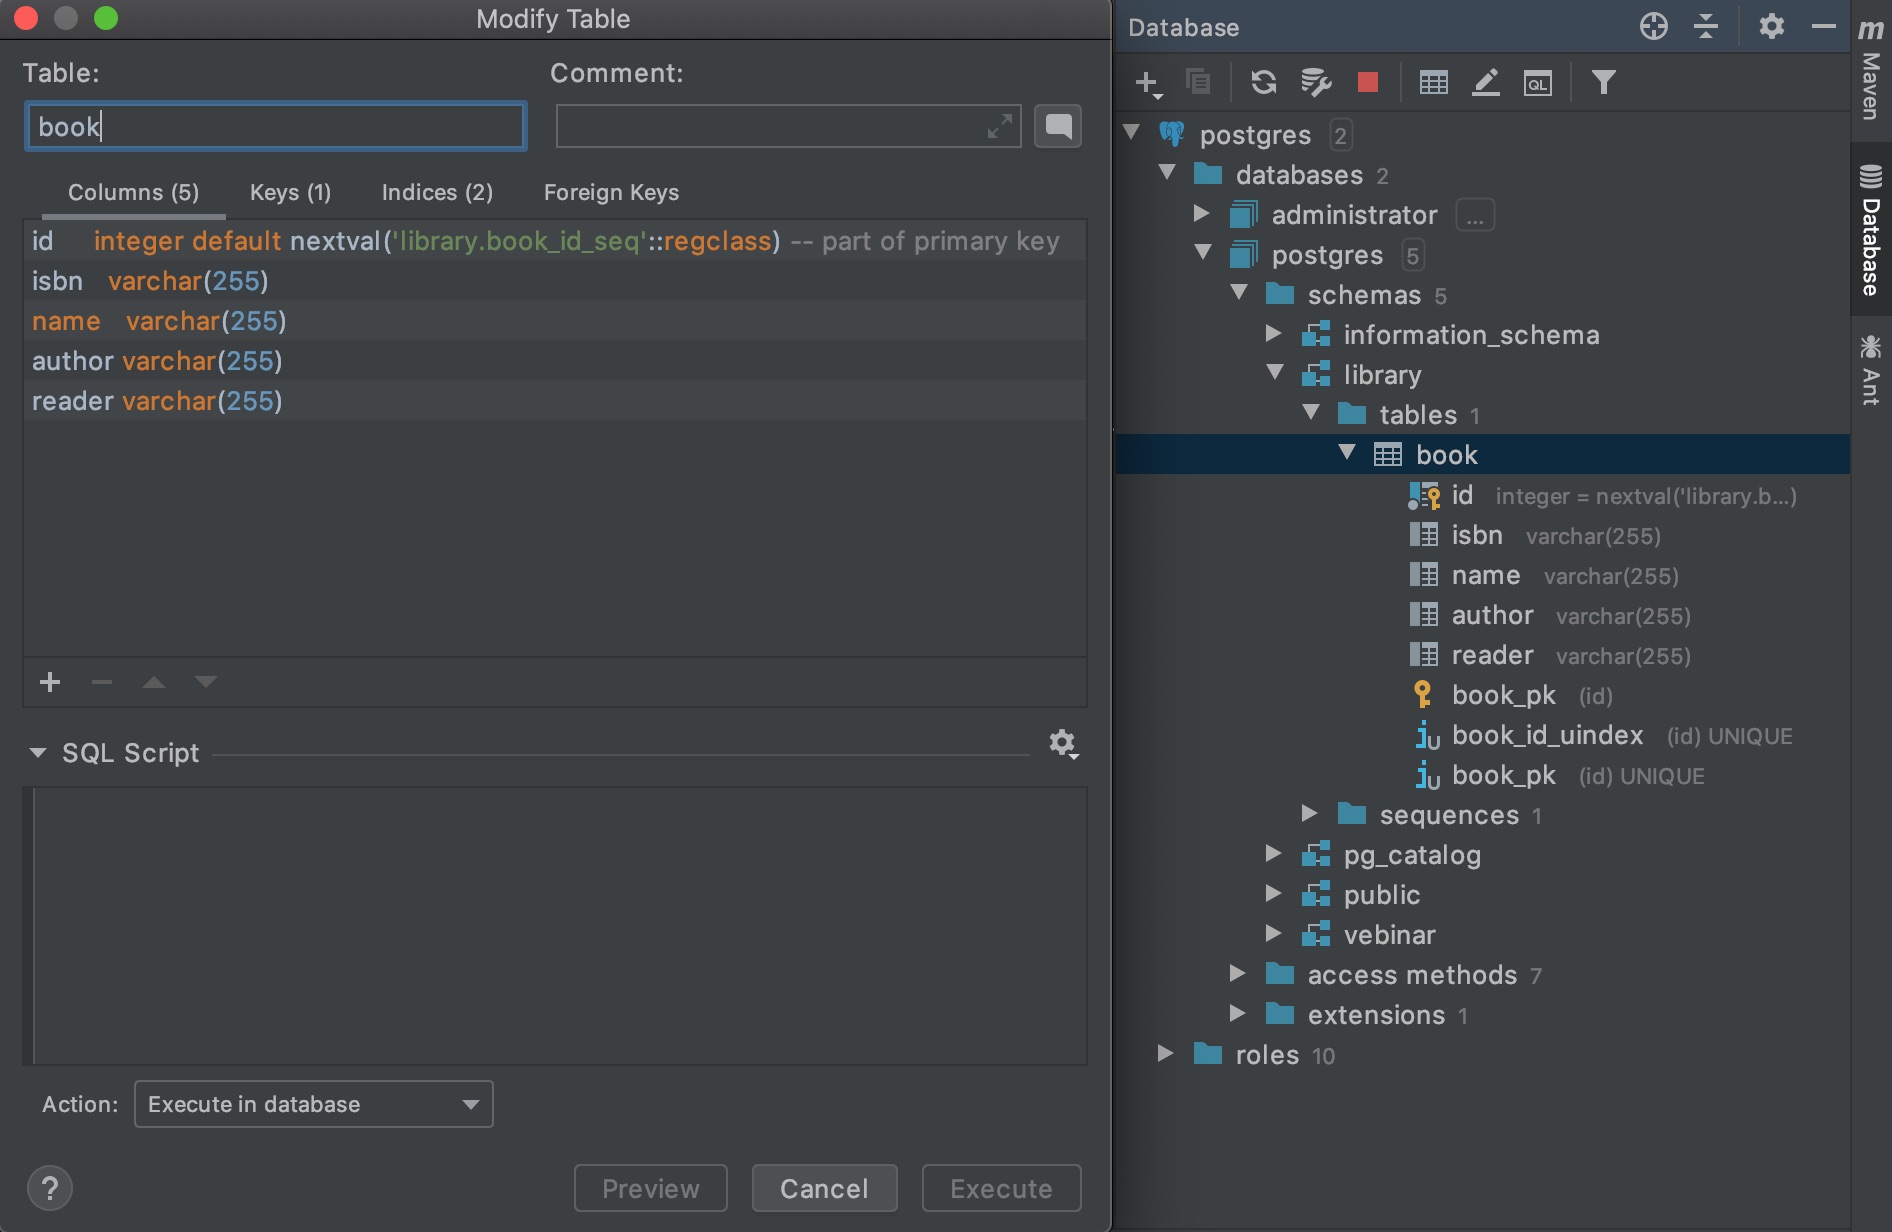 Modify Table
Table:
Comment:
book
Columns (5)
Keys (1)
Indices (2)
Foreign Keys
id integer default nextval('library.book_id_seq'::regclass) -- part of primary key
isbn varchar(255)
name varchar(255)
author varchar(255)
reader varchar(255)
SQL Script
Action:
Execute in database
?
Preview
Cancel
Execute
Database
QL
postgres 2
databases 2
administrator ...
postgres 5
schemas 5
information_schema
library
tables 1
book
id integer = nextval('library.b...)
isbn varchar(255)
name varchar(255)
author varchar(255)
reader varchar(255)
book_pk (id)
book_id_uindex (id) UNIQUE
book_pk (id) UNIQUE
sequences 1
pg_catalog
public
vebinar
access methods 7
extensions 1
roles 10
m
Maven
Database
Ant